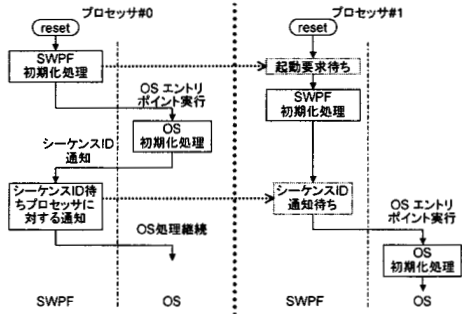 プロセッサ#0
reset
SWPF
初期化処理
OS エントリ
ポイント実行
OS
初期化処理
シーケンスID
通知
シーケンスID待
ちプロセッサに
対する通知
OS処理継続
SWPF
OS
プロセッサ#1
reset
起動要求待ち
SWPF
初期化処理
シーケンスID
通知待ち
OS エントリ
ポイント実行
OS
初期化処理
SWPF
OS